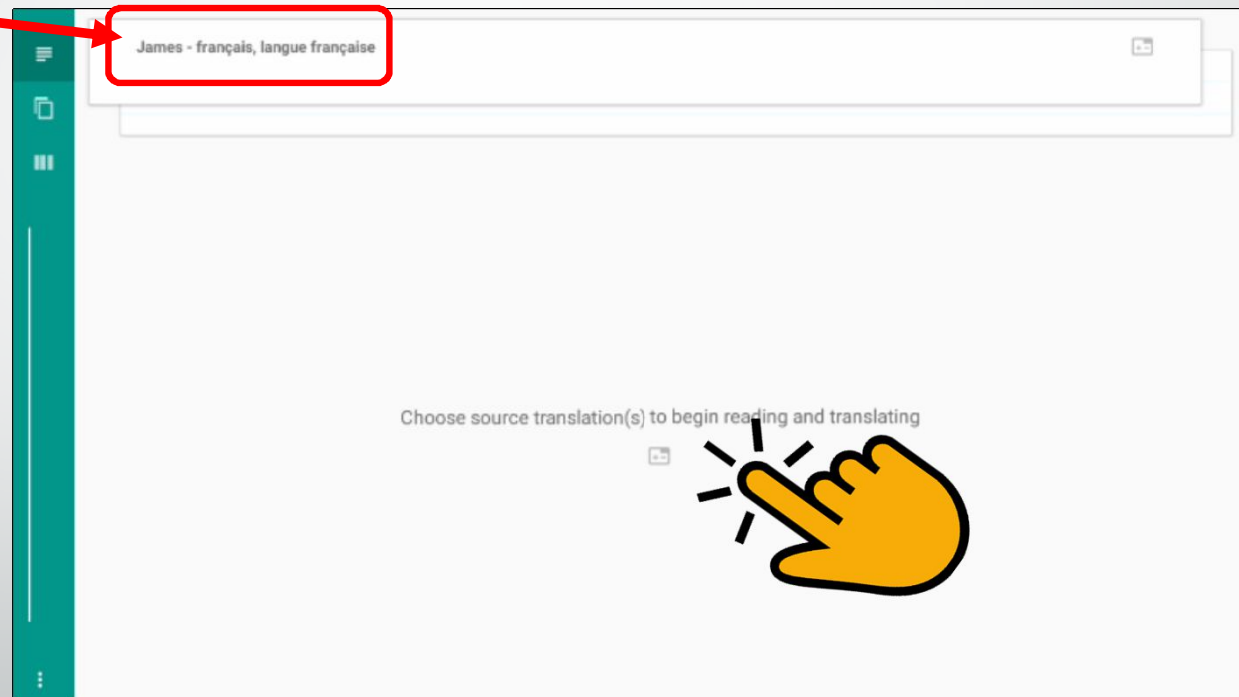 James - français, langue française
Choose source translation(s) to begin reading and translating